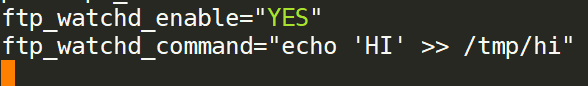 ftp_watchd_enable="YES"
ftp_watchd_command="echo 'HI' >> /tmp/hi"